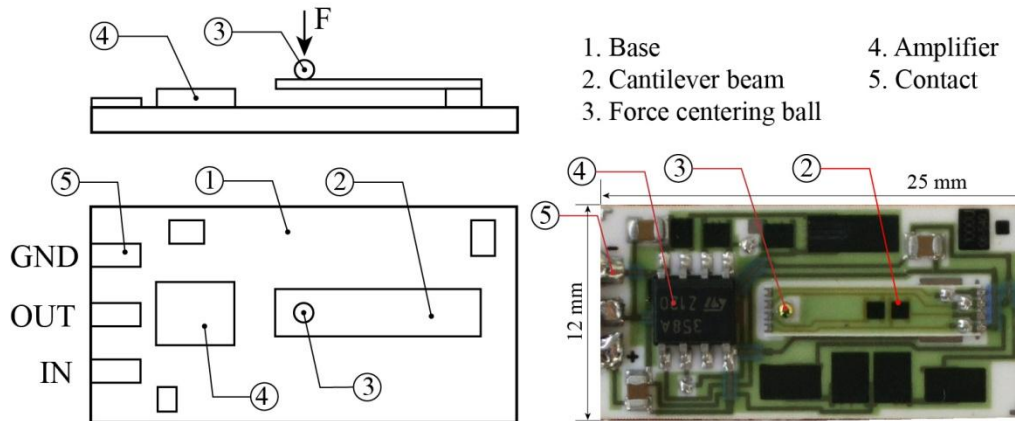 F
4
3
1. Base
2. Cantilever beam
3. Force centering ball
4. Amplifier
5. Contact
5
1
2
GND
OUT
IN
4
3
4
3
2
25 mm
5
12 mm
-
+
358A
Z120